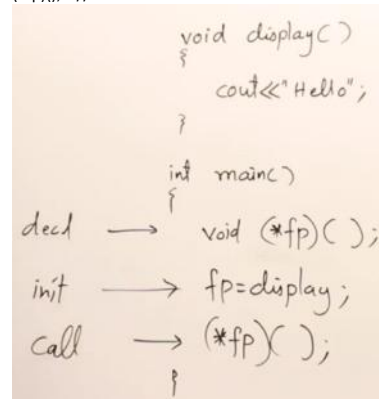 void display()
{
cout<<"Hello";
}
int main()
{
decl → void (*fp)();
init → fp=display;
call → (*fp)();
}